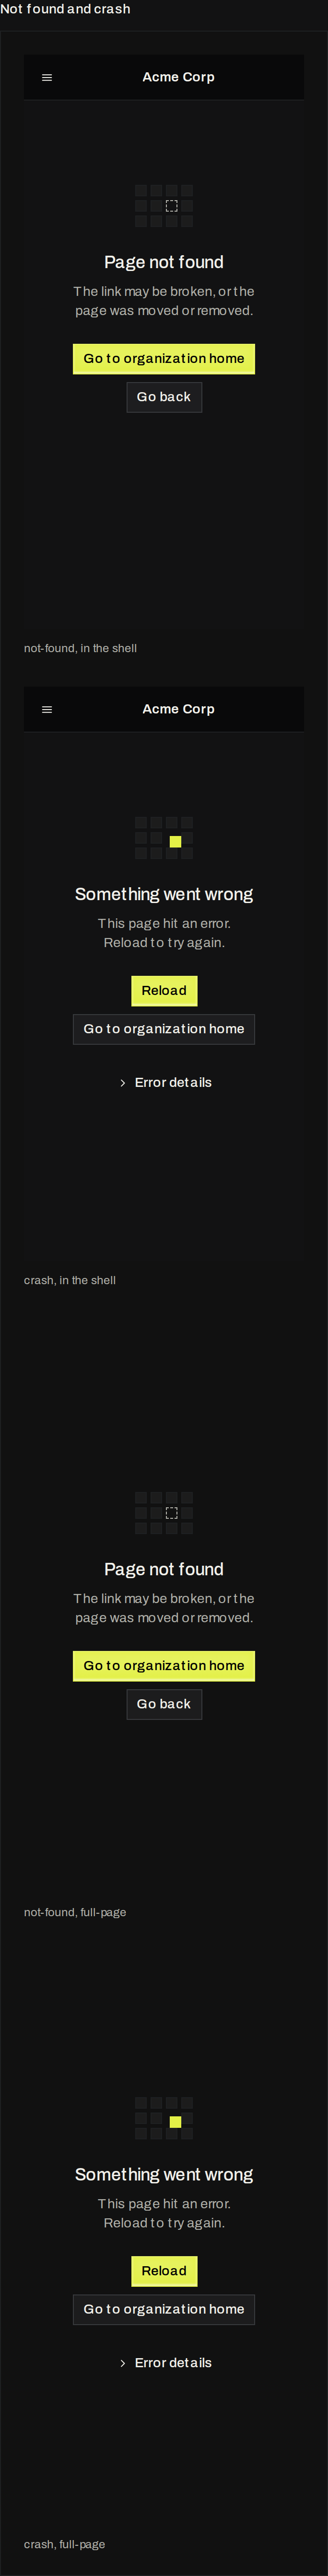 Not found and crash
Acme Corp
Page not found
The link may be broken, or the
page was moved or removed.
Go to organization home
Go back
not-found, in the shell
Acme Corp
Something went wrong
This page hit an error.
Reload to try again.
Reload
Go to organization home
Error details
crash, in the shell
Page not found
The link may be broken, or the
page was moved or removed.
Go to organization home
Go back
not-found, full-page
Something went wrong
This page hit an error.
Reload to try again.
Reload
Go to organization home
Error details
crash, full-page